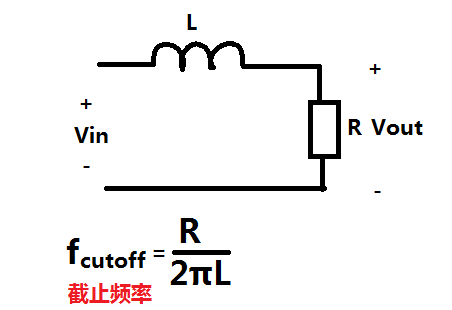 L
+ +
Vin R Vout
- -
fcutoff = R/2πL
截止频率